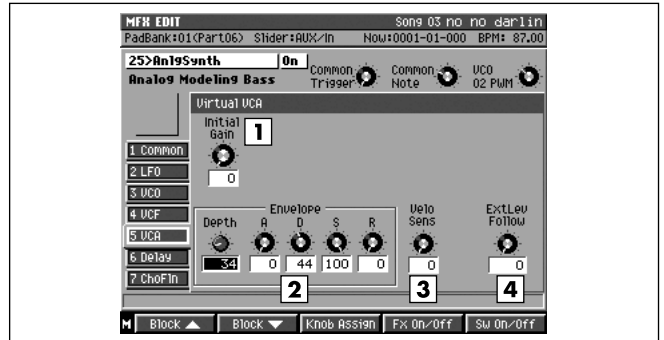 MFX EDIT Song 03 no no darlin
PadBank:01(Part06) Slider:AUX/In Now:0001-01-000 BPM: 87.00
25>AnlgSynth On
Analog Modeling Bass
Common Trigger
Common Note
VCO 02 PWM
Virtual VCA
Initial Gain
1
0
1 Common
2 LFO
3 VCO
4 VCF
5 VCA
6 Delay
7 ChoFln
Envelope
Depth A D S R
34 0 44 100 0
2
Velo Sens
0
3
ExtLev Follow
0
4
M Block ▲ Block ▼ Knob Assign FX On/Off Sw On/Off